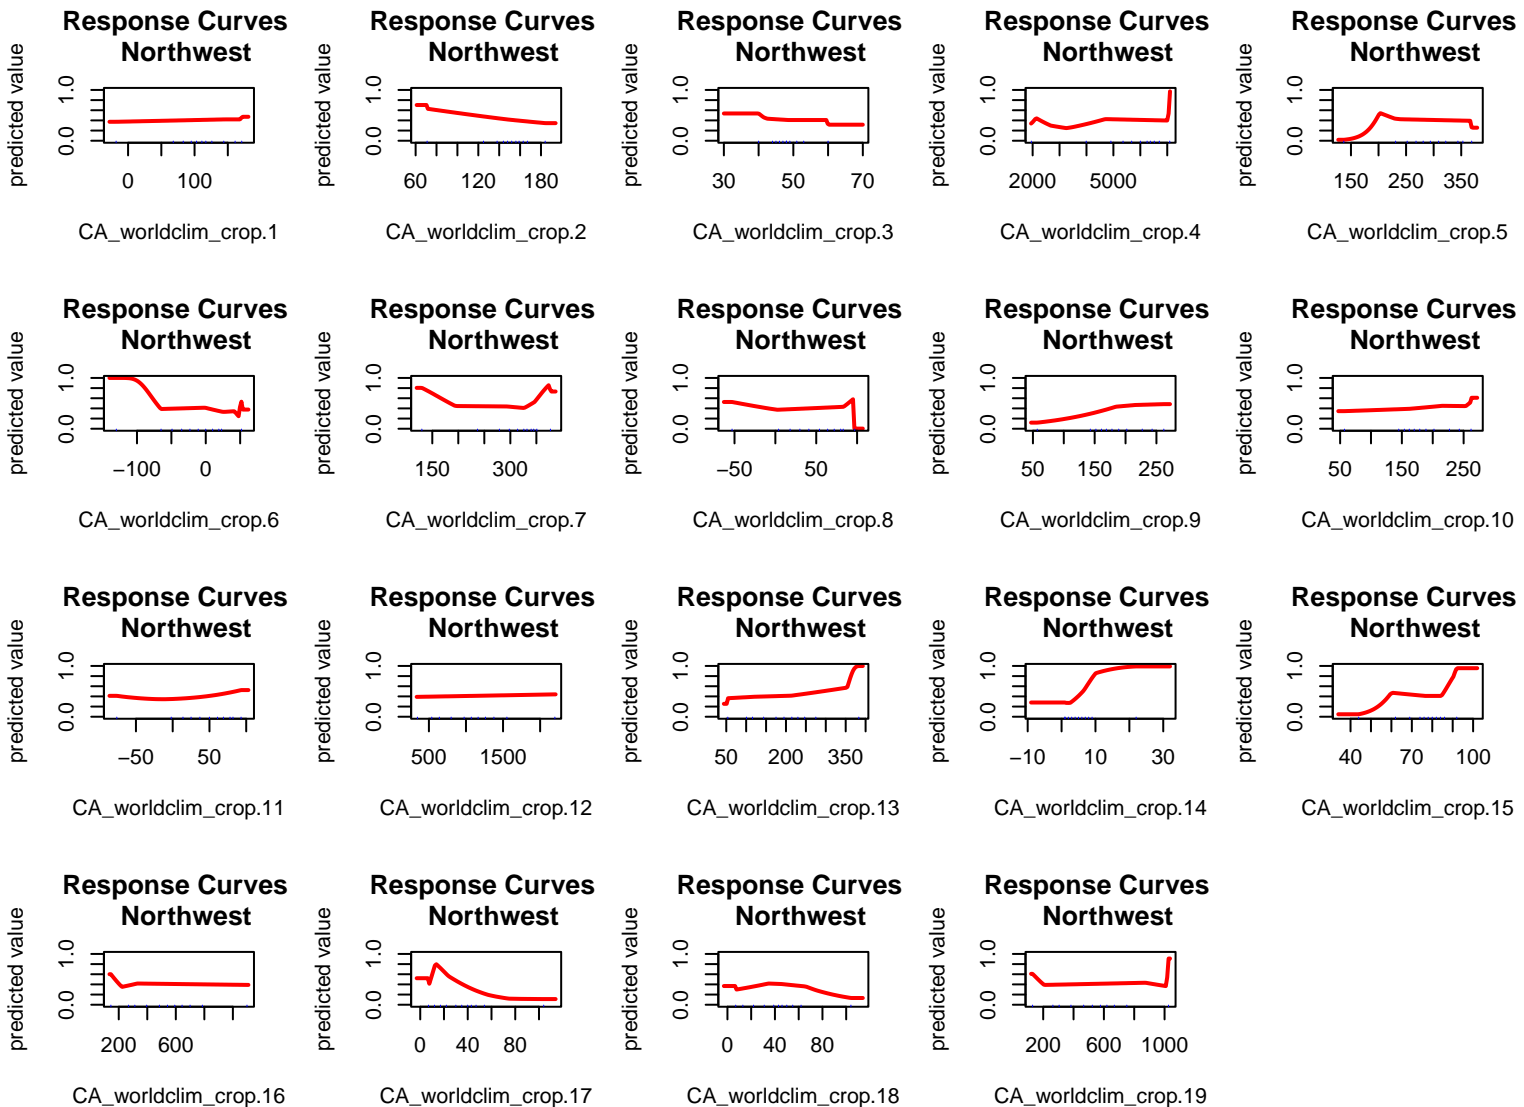 Response Curves
Northwest
predicted value
0.0 1.0
0 100
CA_worldclim_crop.1
Response Curves
Northwest
predicted value
0.0 1.0
60 120 180
CA_worldclim_crop.2
Response Curves
Northwest
predicted value
0.0 1.0
30 50 70
CA_worldclim_crop.3
Response Curves
Northwest
predicted value
0.0 1.0
2000 5000
CA_worldclim_crop.4
Response Curves
Northwest
predicted value
0.0 1.0
150 250 350
CA_worldclim_crop.5
Response Curves
Northwest
predicted value
0.0 1.0
−100 0
CA_worldclim_crop.6
Response Curves
Northwest
predicted value
0.0 1.0
150 300
CA_worldclim_crop.7
Response Curves
Northwest
predicted value
0.0 1.0
−50 50
CA_worldclim_crop.8
Response Curves
Northwest
predicted value
0.0 1.0
50 150 250
CA_worldclim_crop.9
Response Curves
Northwest
predicted value
0.0 1.0
50 150 250
CA_worldclim_crop.10
Response Curves
Northwest
predicted value
0.0 1.0
−50 50
CA_worldclim_crop.11
Response Curves
Northwest
predicted value
0.0 1.0
500 1500
CA_worldclim_crop.12
Response Curves
Northwest
predicted value
0.0 1.0
50 200 350
CA_worldclim_crop.13
Response Curves
Northwest
predicted value
0.0 1.0
−10 10 30
CA_worldclim_crop.14
Response Curves
Northwest
predicted value
0.0 1.0
40 70 100
CA_worldclim_crop.15
Response Curves
Northwest
predicted value
0.0 1.0
200 600
CA_worldclim_crop.16
Response Curves
Northwest
predicted value
0.0 1.0
0 40 80
CA_worldclim_crop.17
Response Curves
Northwest
predicted value
0.0 1.0
0 40 80
CA_worldclim_crop.18
Response Curves
Northwest
predicted value
0.0 1.0
200 600 1000
CA_worldclim_crop.19